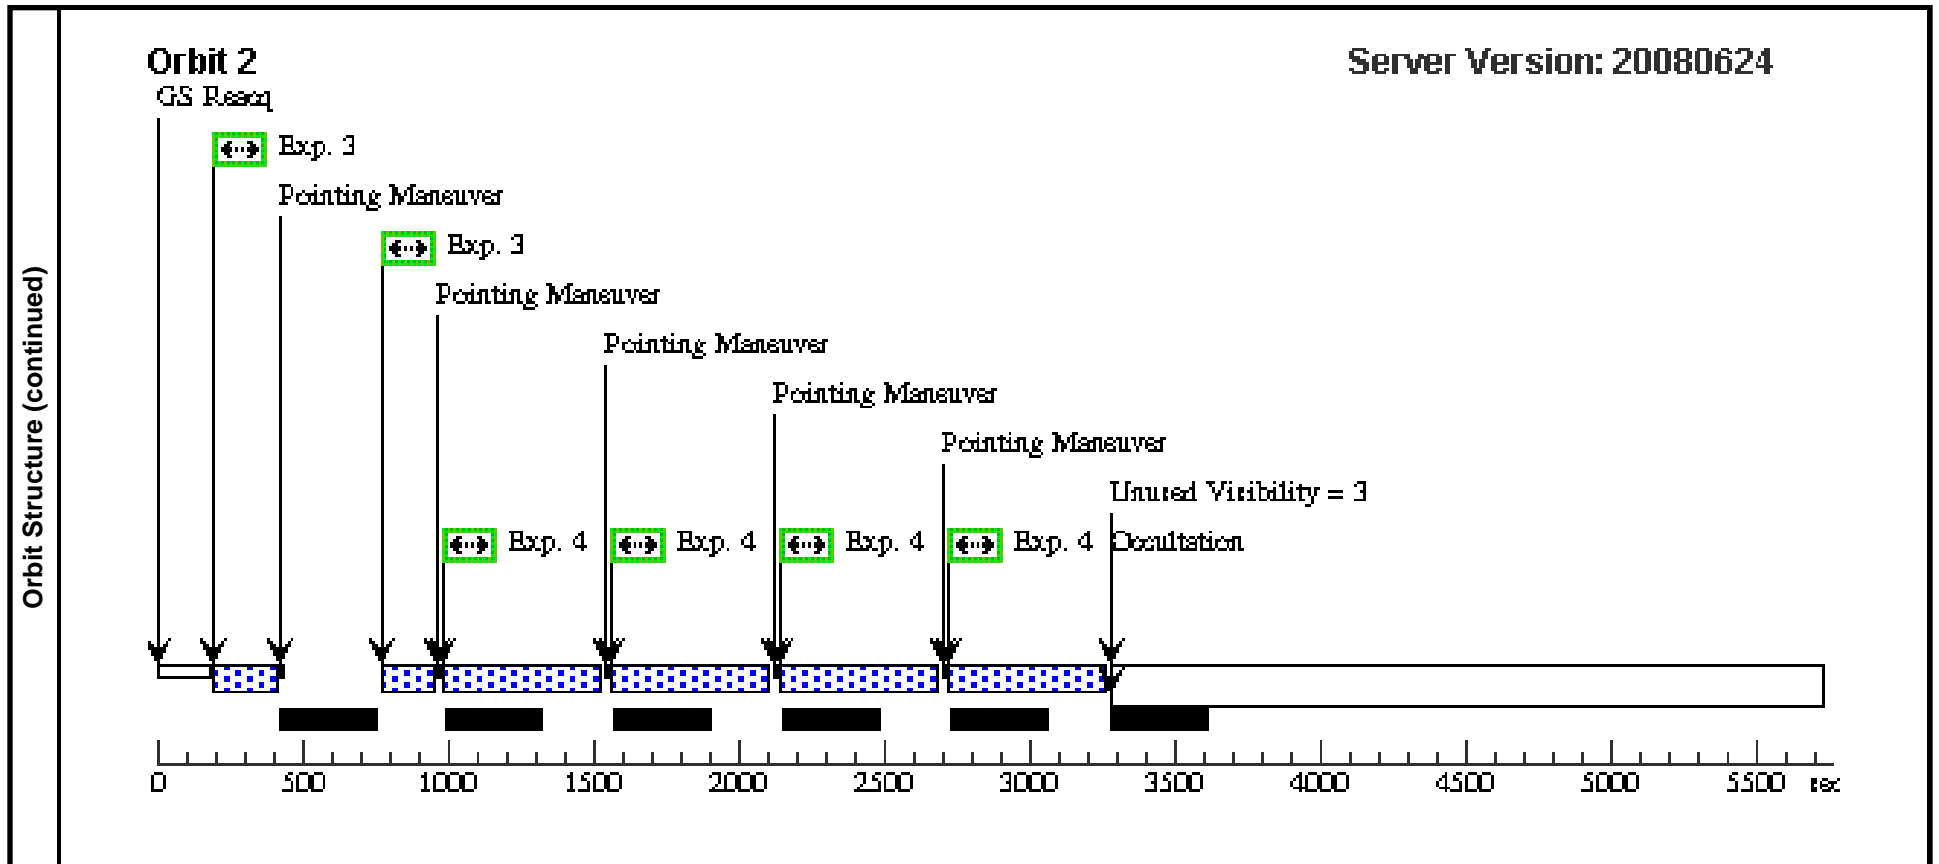 Orbit Structure (continued)
Orbit 2
Server Version: 20080624
GS Reacq
Exp. 3
Pointing Maneuver
Exp. 3
Pointing Maneuver
Pointing Maneuver
Pointing Maneuver
Pointing Maneuver
Unused Visibility = 3
Exp. 4 Exp. 4 Exp. 4 Exp. 4 Occultation
0 500 1000 1500 2000 2500 3000 3500 4000 4500 5000 5500 sec